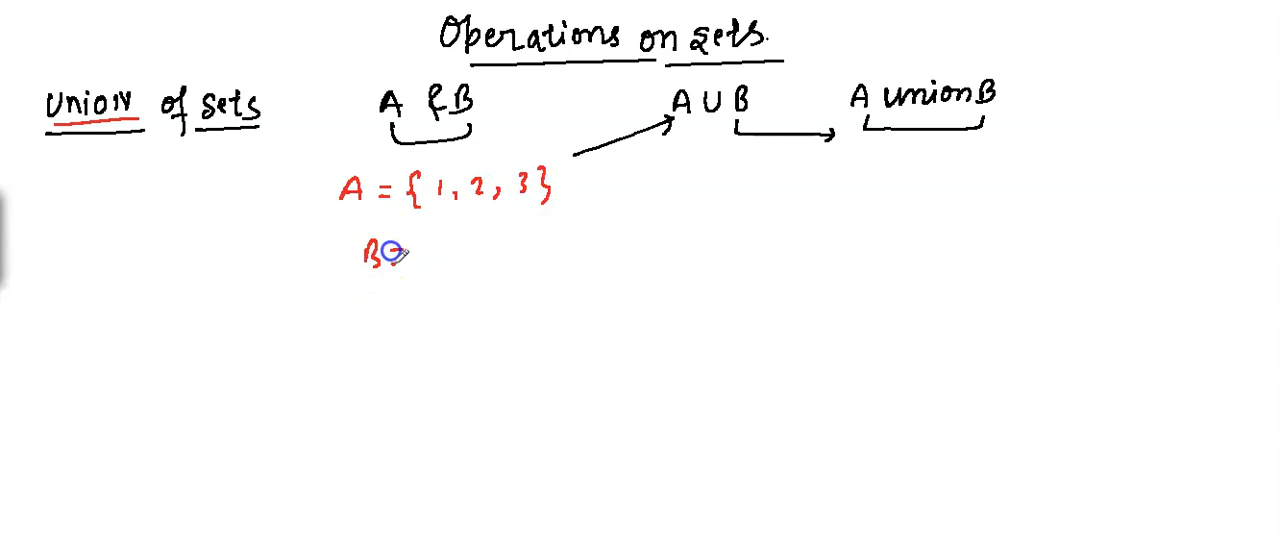 Operations on sets.
Union of sets A & B A ∪ B A union B
A = { 1, 2, 3 }
B =